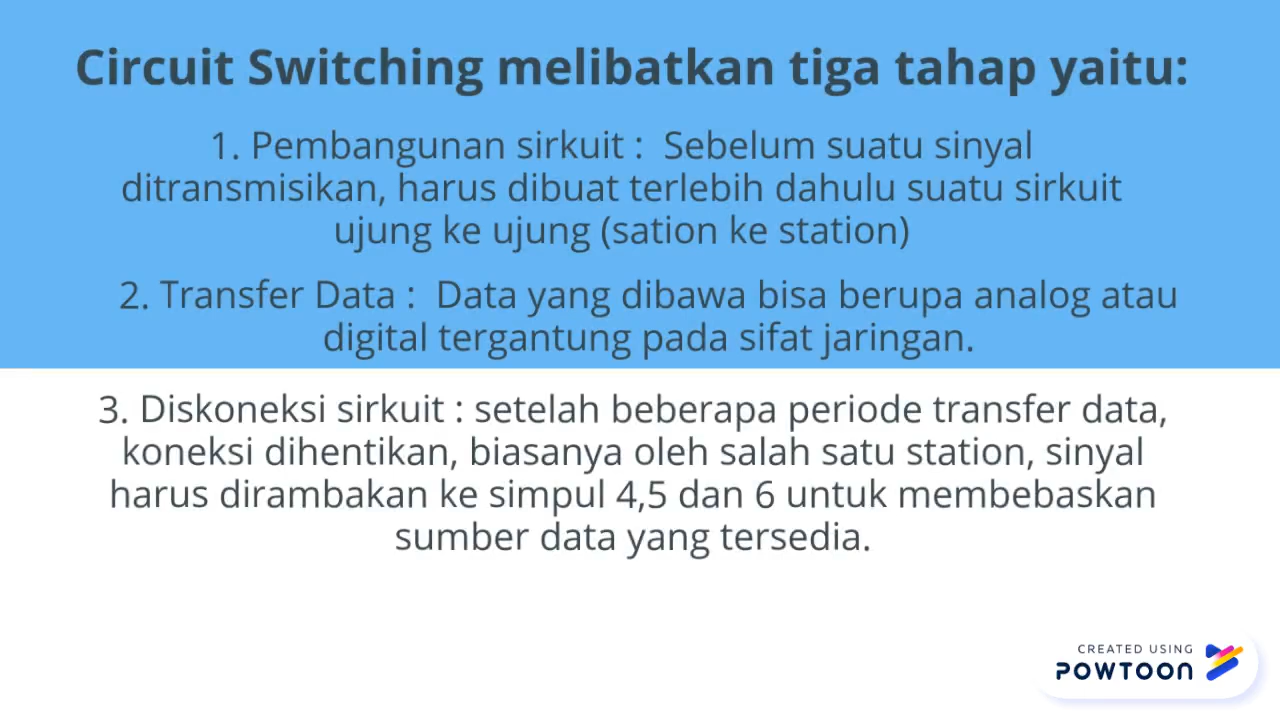 Circuit Switching melibatkan tiga tahap yaitu:
1. Pembangunan sirkuit :  Sebelum suatu sinyal
ditransmisikan, harus dibuat terlebih dahulu suatu sirkuit
ujung ke ujung (sation ke station)
2. Transfer Data :  Data yang dibawa bisa berupa analog atau
digital tergantung pada sifat jaringan.
3. Diskoneksi sirkuit : setelah beberapa periode transfer data,
koneksi dihentikan, biasanya oleh salah satu station, sinyal
harus dirambakan ke simpul 4,5 dan 6 untuk membebaskan
sumber data yang tersedia.
CREATED USING
POWTOON